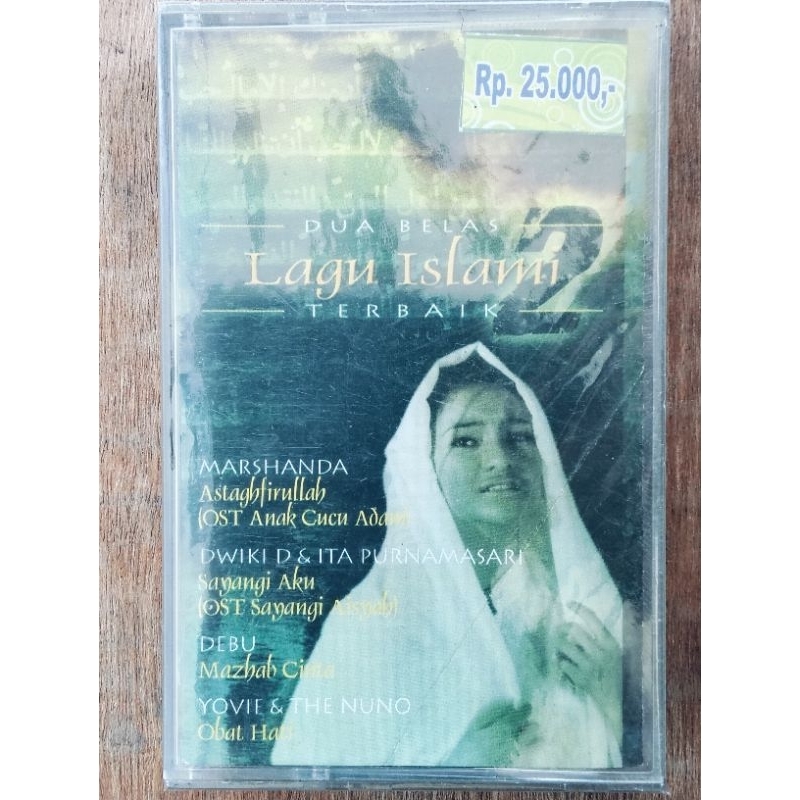 Rp. 25.000,-
DUA BELAS
Lagu Islami 2
TERBAIK
MARSHANDA
Astaghfirullah
(OST Anak Cucu Adam)
DWIKI D & ITA PURNAMASARI
Sayangi Aku
(OST Sayangi Aisyah)
DEBU
Mazhab Cinta
YOVIE & THE NUNO
Obat Hati